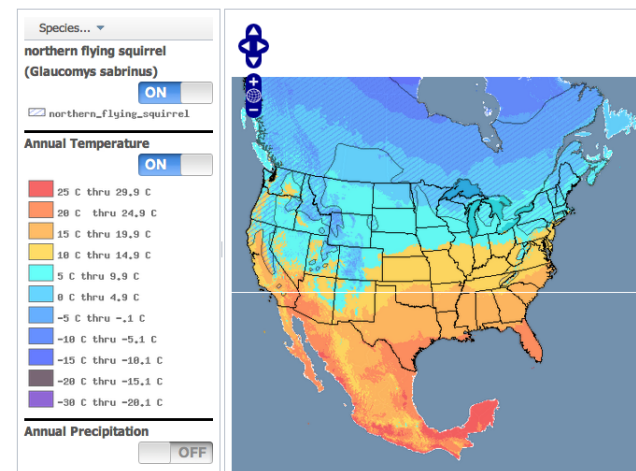 Species...
northern flying squirrel
(Glaucomys sabrinus)
ON
northern_flying_squirrel
Annual Temperature
ON
25 C thru 29.9 C
20 C thru 24.9 C
15 C thru 19.9 C
10 C thru 14.9 C
5 C thru 9.9 C
0 C thru 4.9 C
-5 C thru -.1 C
-10 C thru -5.1 C
-15 C thru -10.1 C
-20 C thru -15.1 C
-30 C thru -20.1 C
Annual Precipitation
OFF